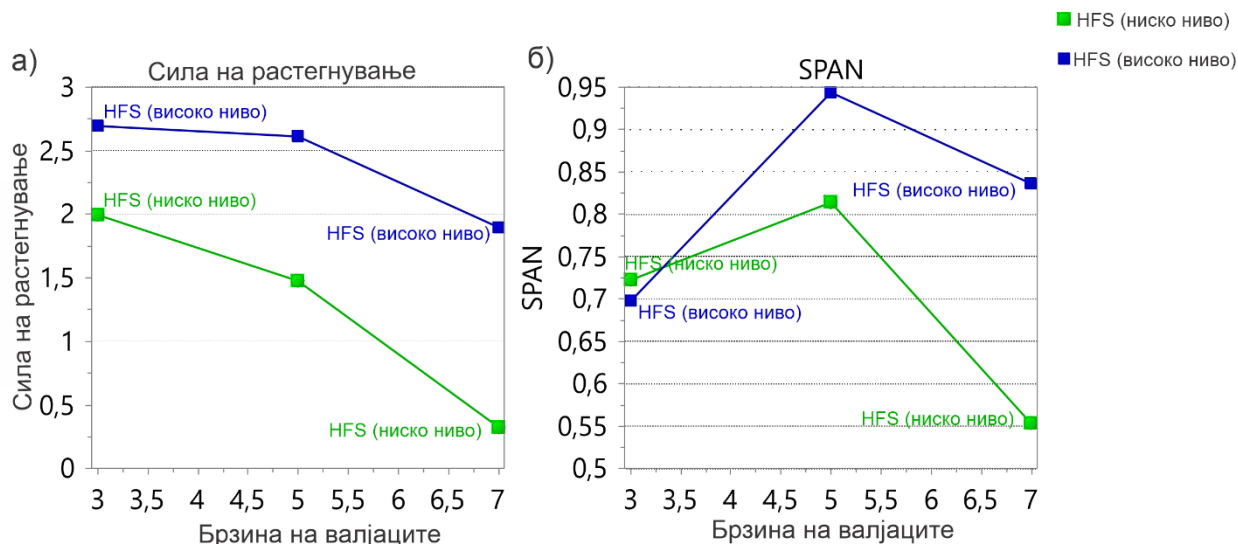 HFS (ниско ниво)
HFS (високо ниво)
а)
Сила на растегнување
Сила на растегнување
3
2,5
2
1,5
1
0,5
0
HFS (високо ниво)
HFS (ниско ниво)
HFS (високо ниво)
HFS (ниско ниво)
3 3,5 4 4,5 5 5,5 6 6,5 7
Брзина на валјаците
б)
SPAN
SPAN
0,95
0,9
0,85
0,8
0,75
0,7
0,65
0,6
0,55
0,5
HFS (високо ниво)
HFS (ниско ниво)
HFS (високо ниво)
HFS (ниско ниво)
3 3,5 4 4,5 5 5,5 6 6,5 7
Брзина на валјаците